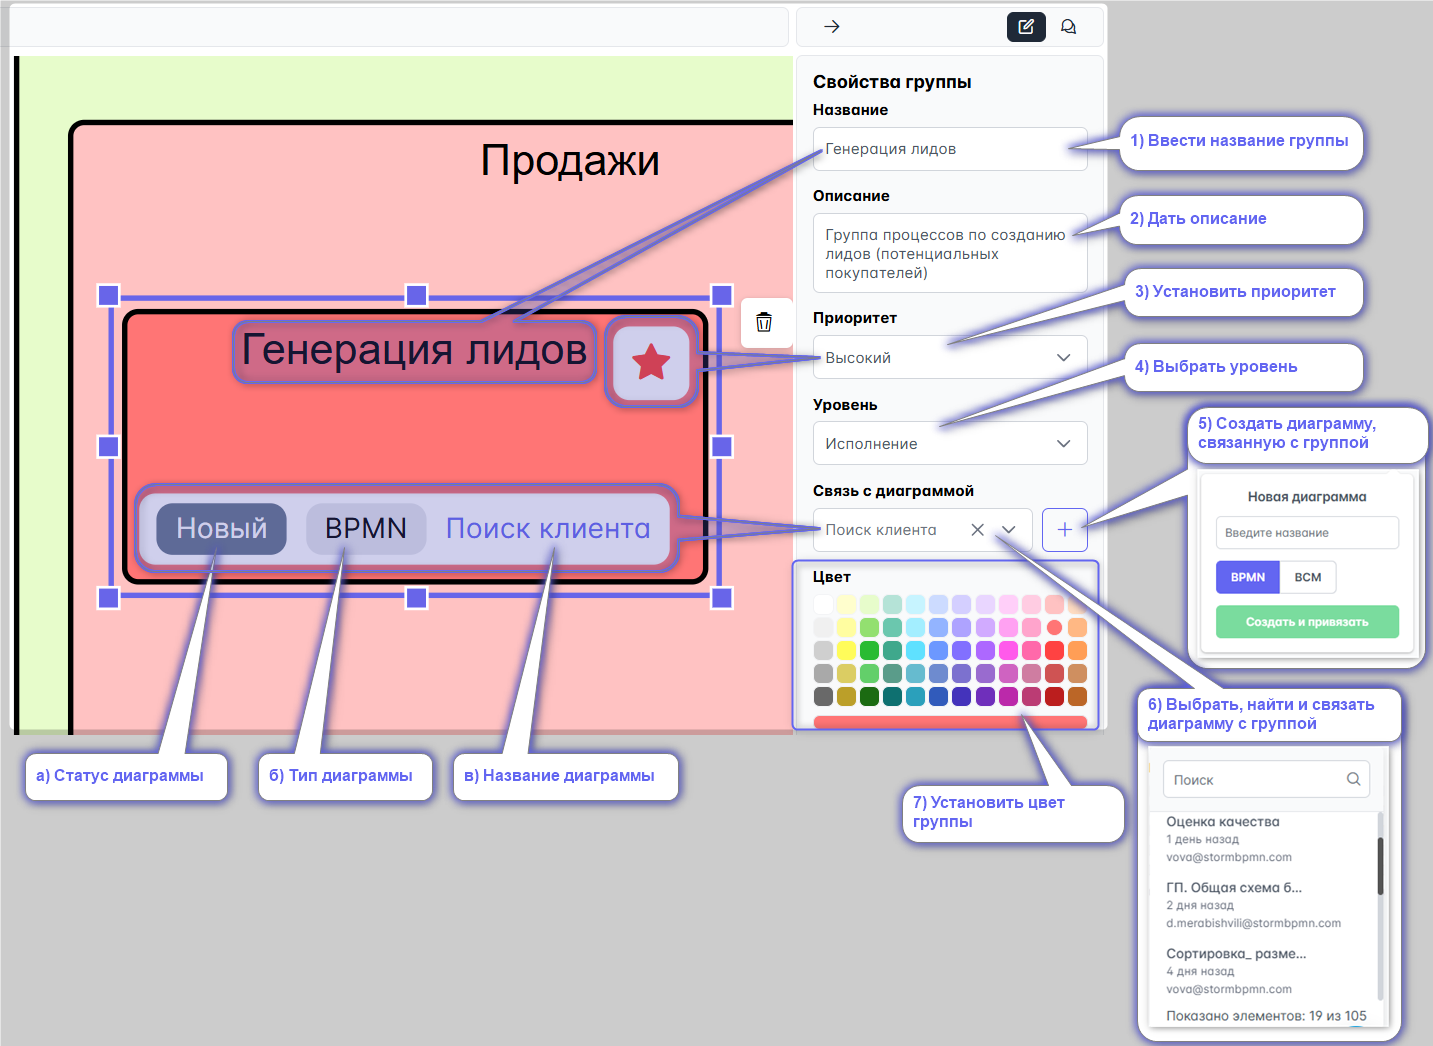 Свойства группы
Название
Генерация лидов
1) Ввести название группы
Продажи
Описание
Группа процессов по созданию
лидов (потенциальных
покупателей)
2) Дать описание
3) Установить приоритет
Приоритет
Высокий
Генерация лидов
4) Выбрать уровень
Уровень
Исполнение
5) Создать диаграмму,
связанную с группой
Связь с диаграммой
Поиск клиента
Новый
BPMN
Поиск клиента
Новая диаграмма
Введите название
BPMN
BCM
Создать и привязать
Цвет
6) Выбрать, найти и связать
диаграмму с группой
а) Статус диаграммы
б) Тип диаграммы
в) Название диаграммы
7) Установить цвет
группы
Поиск
Оценка качества
1 день назад
vova@stormbpmn.com
ГП. Общая схема б...
2 дня назад
d.merabishvili@stormbpmn.com
Сортировка_ разме...
4 дня назад
vova@stormbpmn.com
Показано элементов: 19 из 105